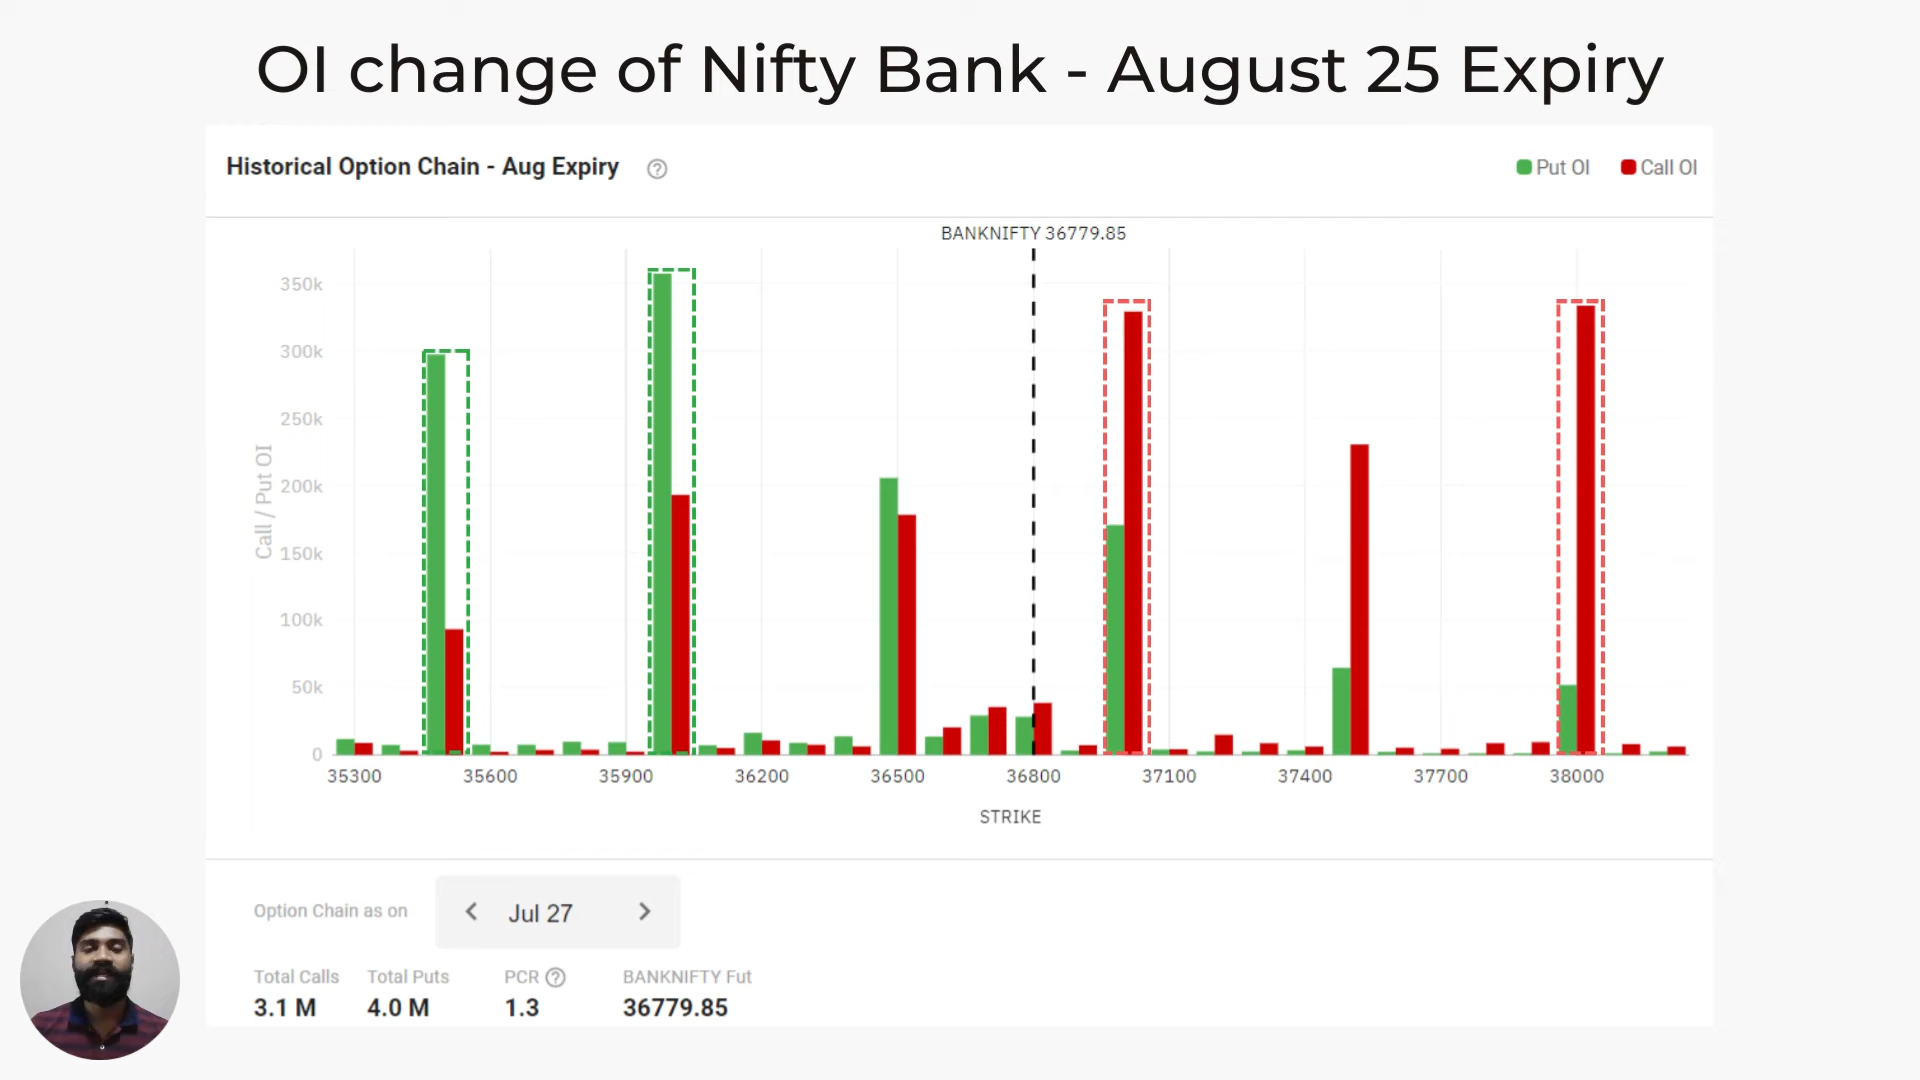 OI change of Nifty Bank - August 25 Expiry
Historical Option Chain - Aug Expiry ?
Put OI Call OI
BANKNIFTY 36779.85
350k
300k
250k
200k
150k
100k
50k
0
Call / Put OI
35300 35600 35900 36200 36500 36800 37100 37400 37700 38000
STRIKE
Option Chain as on < Jul 27 >
Total Calls Total Puts PCR ? BANKNIFTY Fut
3.1 M 4.0 M 1.3 36779.85